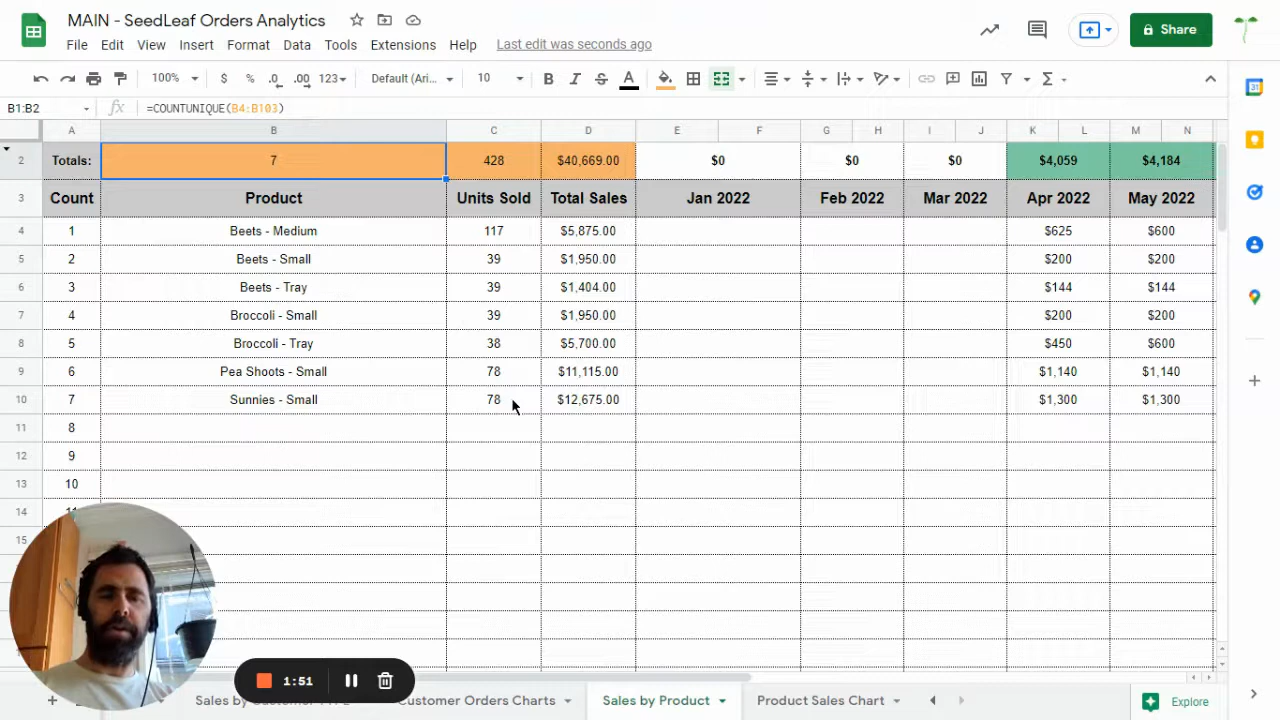 MAIN - SeedLeaf Orders Analytics
File Edit View Insert Format Data Tools Extensions Help Last edit was seconds ago
Share
100% $ % .0 .00 123 Default (Ari... 10 B I S A
B1:B2 fx =COUNTUNIQUE(B4:B103)
A B C D E F G H I J K L M N
2 Totals: 7 428 $40,669.00 $0 $0 $0 $4,059 $4,184
3 Count Product Units Sold Total Sales Jan 2022 Feb 2022 Mar 2022 Apr 2022 May 2022
4 1 Beets - Medium 117 $5,875.00 $625 $600
5 2 Beets - Small 39 $1,950.00 $200 $200
6 3 Beets - Tray 39 $1,404.00 $144 $144
7 4 Broccoli - Small 39 $1,950.00 $200 $200
8 5 Broccoli - Tray 38 $5,700.00 $450 $600
9 6 Pea Shoots - Small 78 $11,115.00 $1,140 $1,140
10 7 Sunnies - Small 78 $12,675.00 $1,300 $1,300
11 8
12 9
13 10
14
15
1:51
Sales by Customer Orders Charts Sales by Product Product Sales Chart Explore